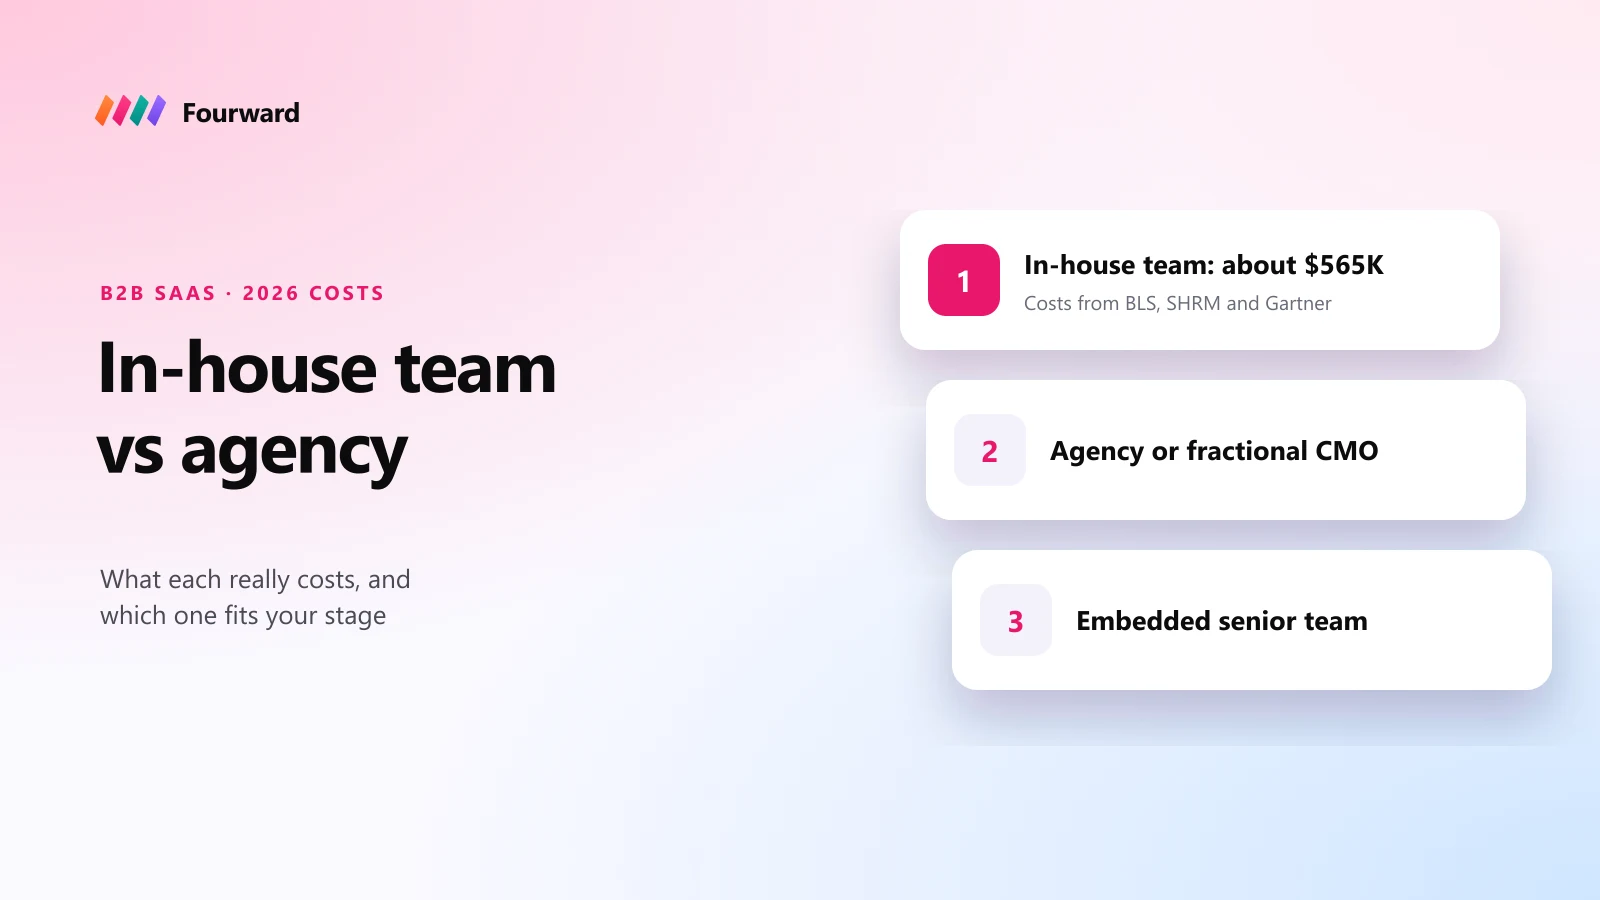 Fourward
B2B SAAS · 2026 COSTS
In-house team
vs agency
What each really costs, and
which one fits your stage
1
In-house team: about $565K
Costs from BLS, SHRM and Gartner
2
Agency or fractional CMO
3
Embedded senior team